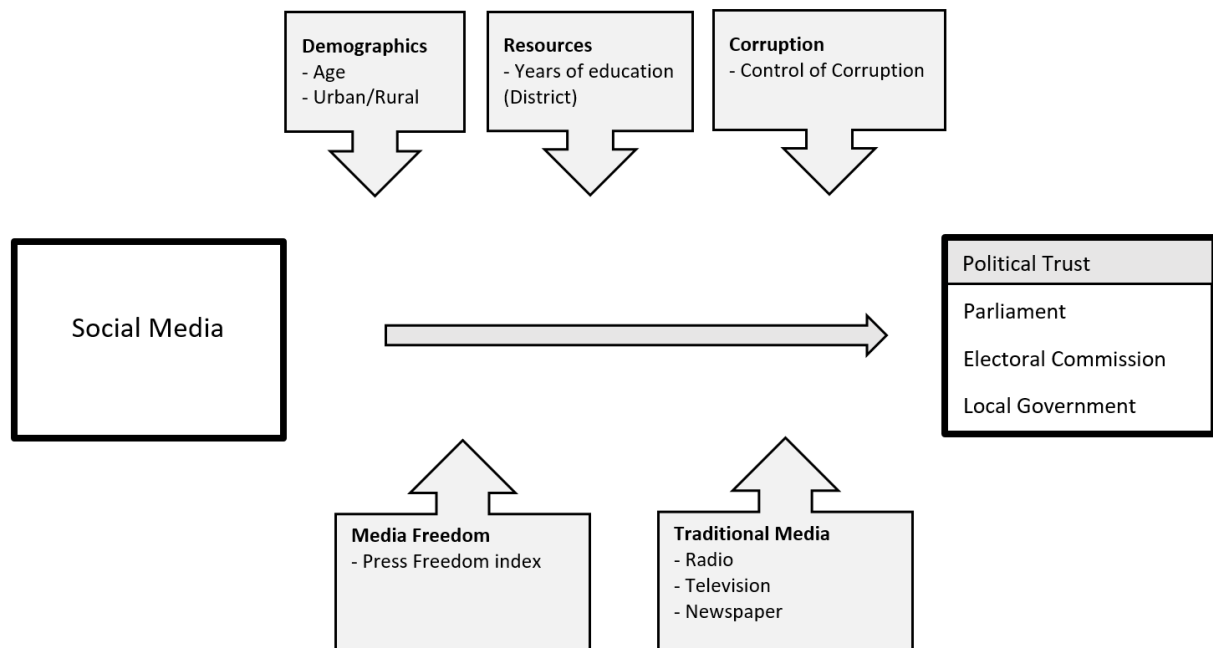 Demographics
- Age
- Urban/Rural
Resources
- Years of education
(District)
Corruption
- Control of Corruption
Social Media
Political Trust
Parliament
Electoral Commission
Local Government
Media Freedom
- Press Freedom index
Traditional Media
- Radio
- Television
- Newspaper